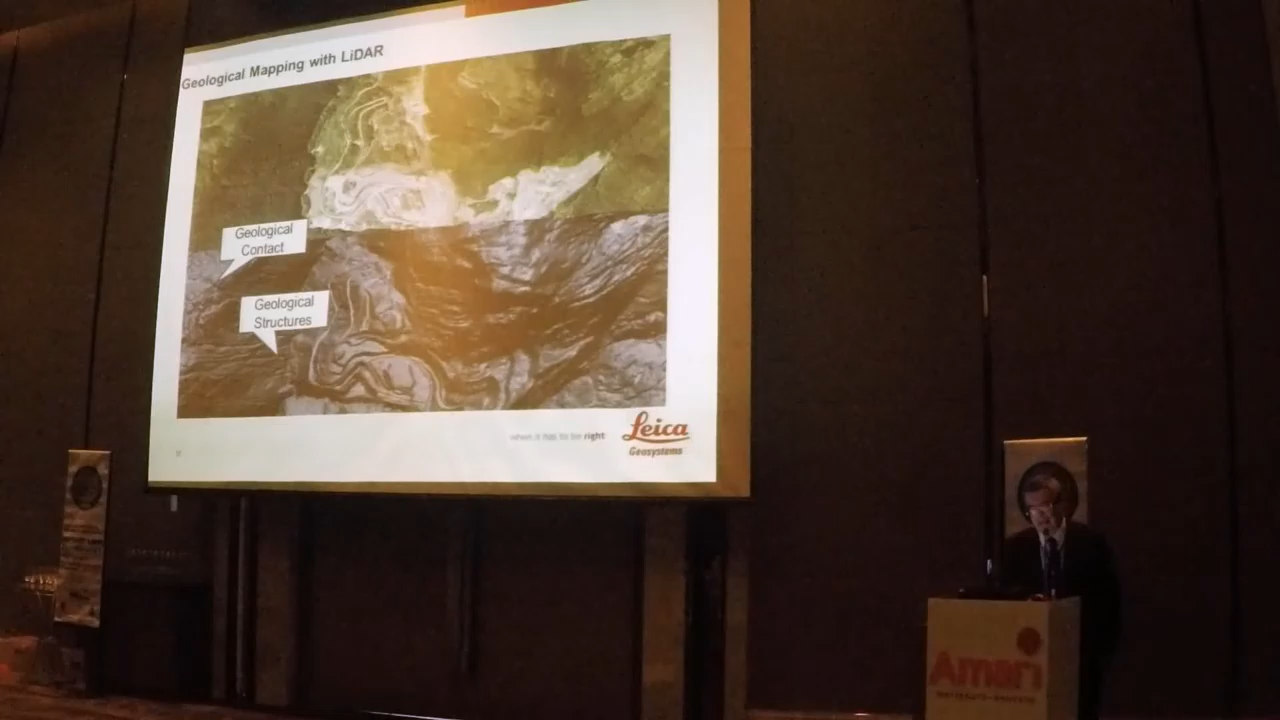 Geological Mapping with LiDAR
Geological
Contact
Geological
Structures
when it has to be right
Leica
Geosystems
Amari